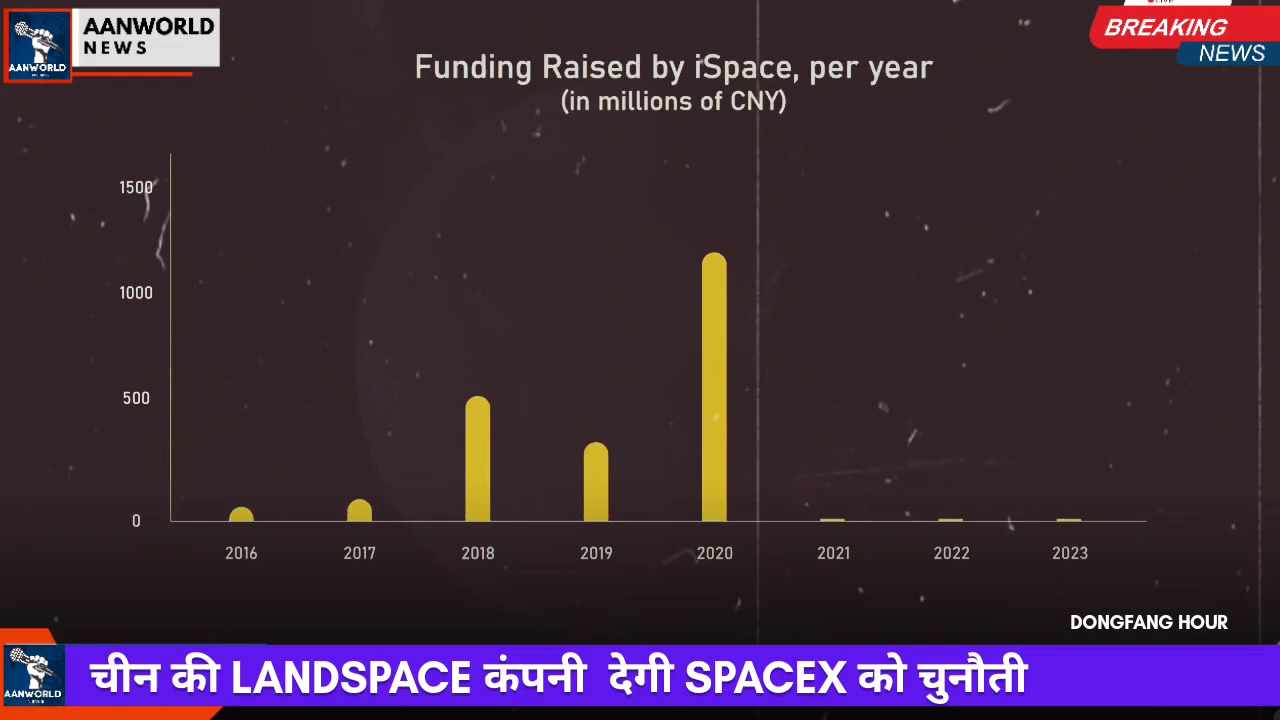 AANWORLD
NEWS
AANWORLD
BREAKING
NEWS
Funding Raised by iSpace, per year
(in millions of CNY)
1500
1000
500
0
2016 2017 2018 2019 2020 2021 2022 2023
DONGFANG HOUR
AANWORLD
चीन की LANDSPACE कंपनी देगी SPACEX को चुनौती